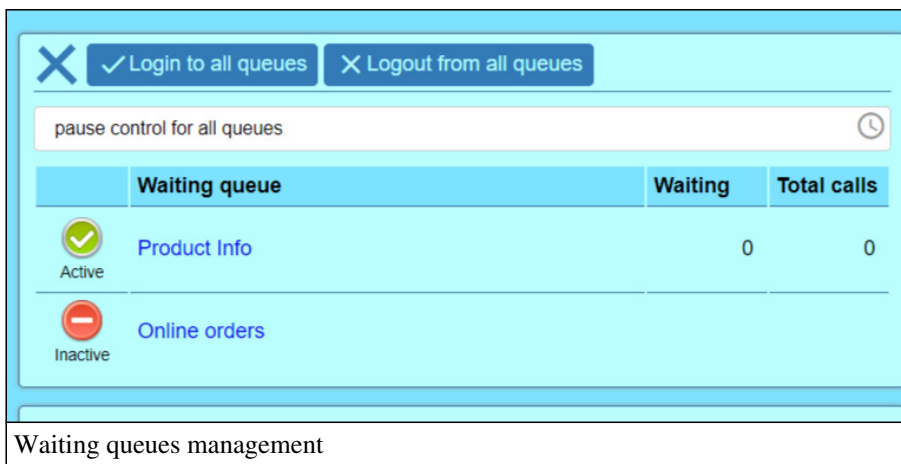 Login to all queues Logout from all queues
pause control for all queues
Waiting queue Waiting Total calls
Product Info 0 0
Active
Online orders
Inactive
Waiting queues management